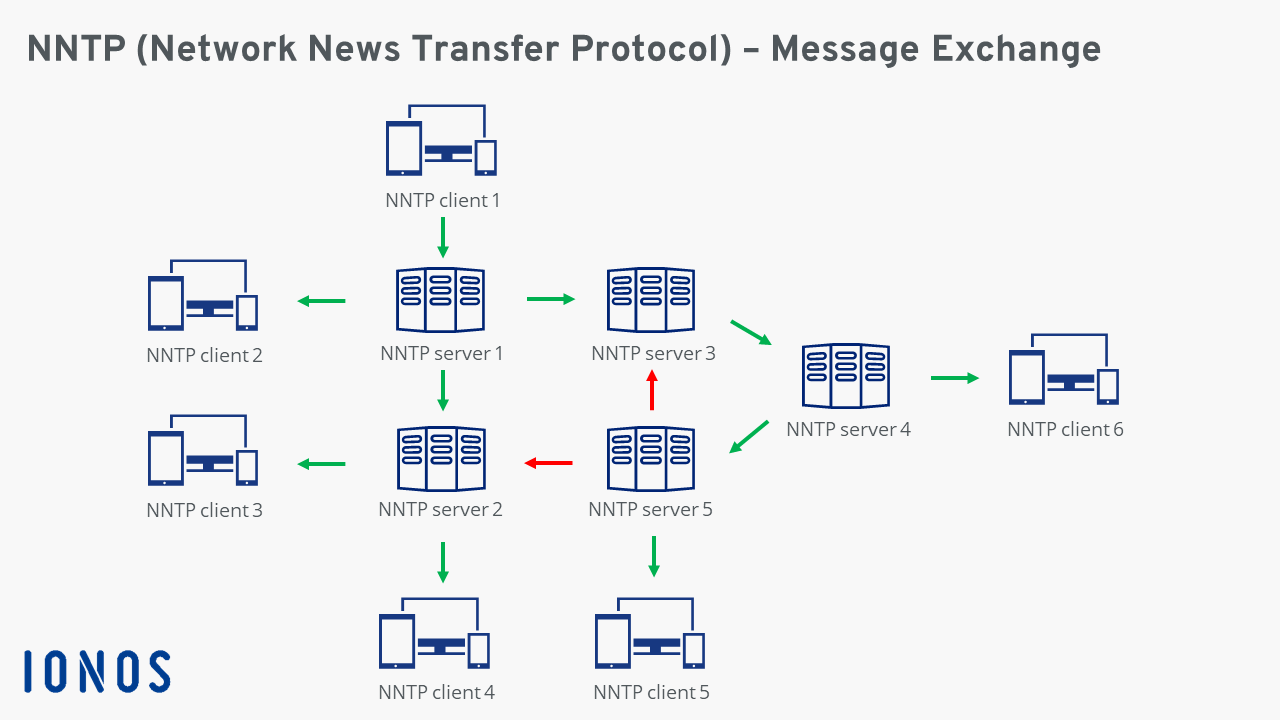 NNTP (Network News Transfer Protocol) – Message Exchange
NNTP client 1
NNTP client 2
NNTP server 1
NNTP server 3
NNTP server 4
NNTP client 6
NNTP client 3
NNTP server 2
NNTP server 5
NNTP client 4
NNTP client 5
IONOS